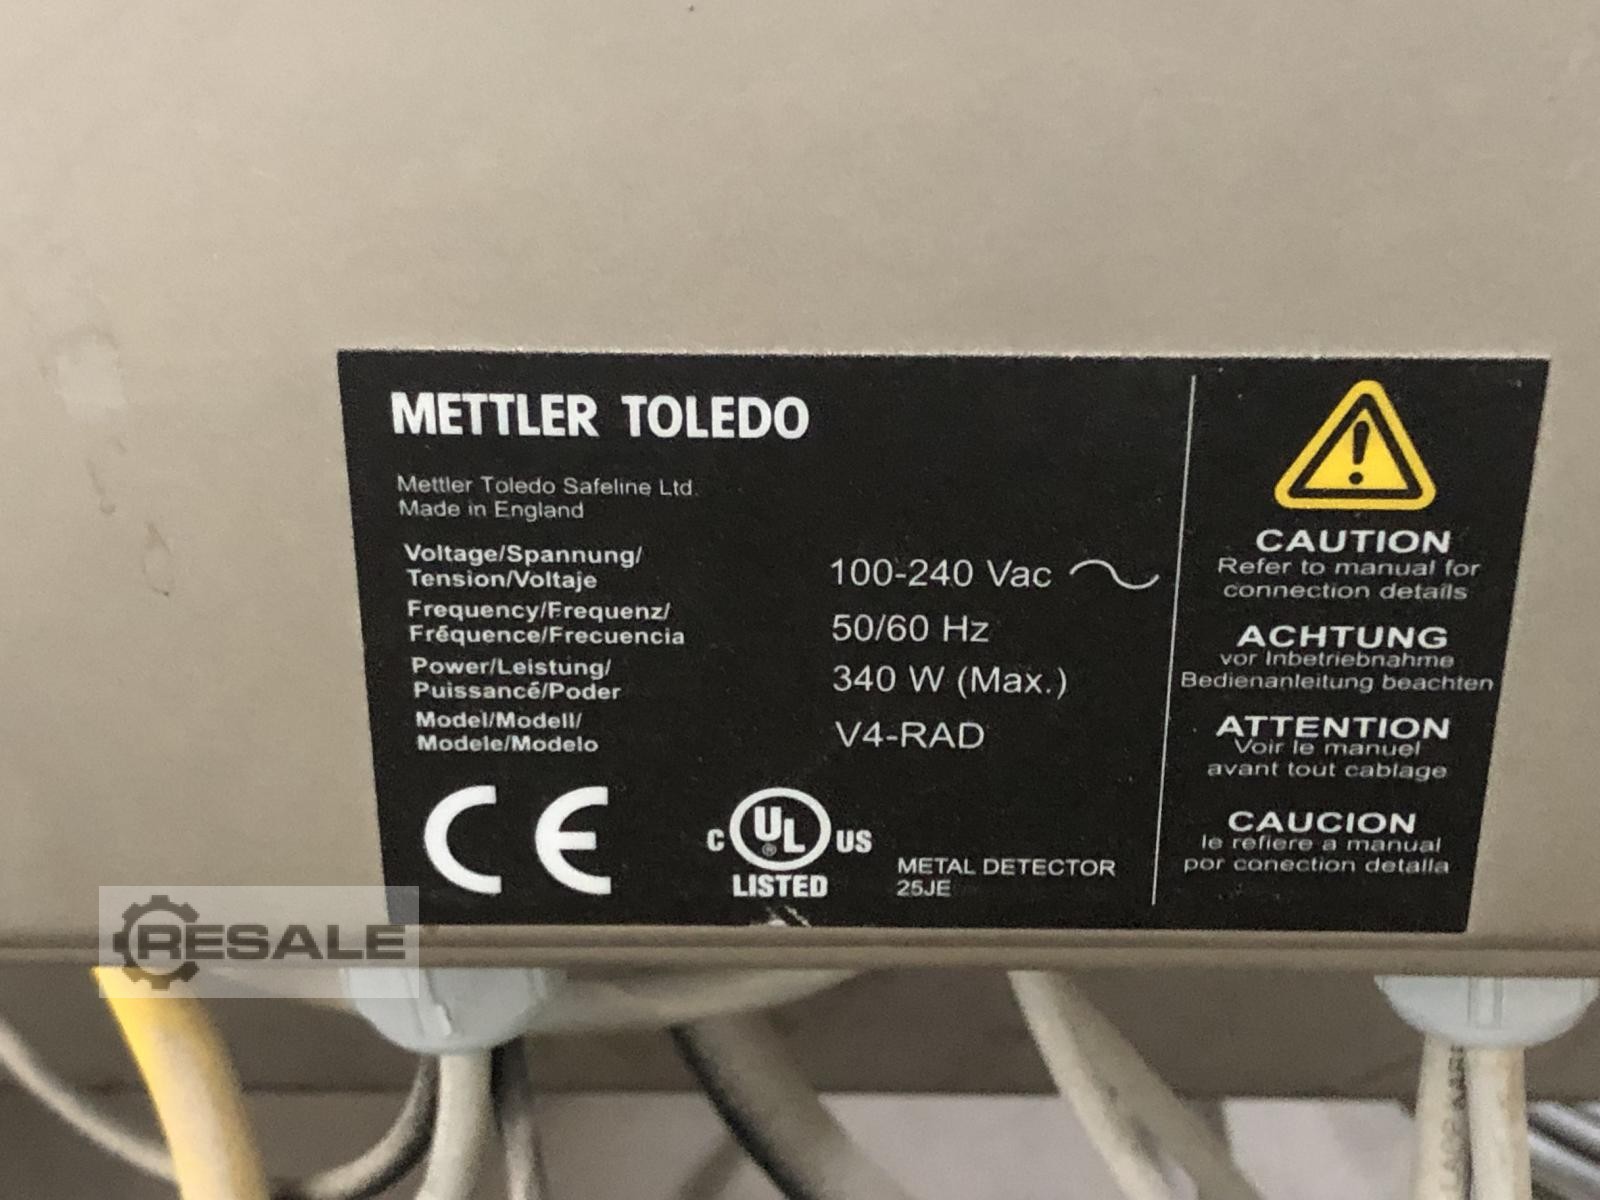 METTLER TOLEDO
Mettler Toledo Safeline Ltd.
Made in England
Voltage/Spannung/
Tension/Voltaje
100-240 Vac
Frequency/Frequenz/
Fréquence/Frecuencia
50/60 Hz
Power/Leistung/
Puissancé/Poder
340 W (Max.)
Model/Modell/
Modele/Modelo
V4-RAD
CE
C UL US
LISTED
METAL DETECTOR
25JE
CAUTION
Refer to manual for
connection details
ACHTUNG
vor Inbetriebnahme
Bedienanleitung beachten
ATTENTION
Voir le manuel
avant tout cablage
CAUCION
le refiere a manual
por conection detalla
RESALE